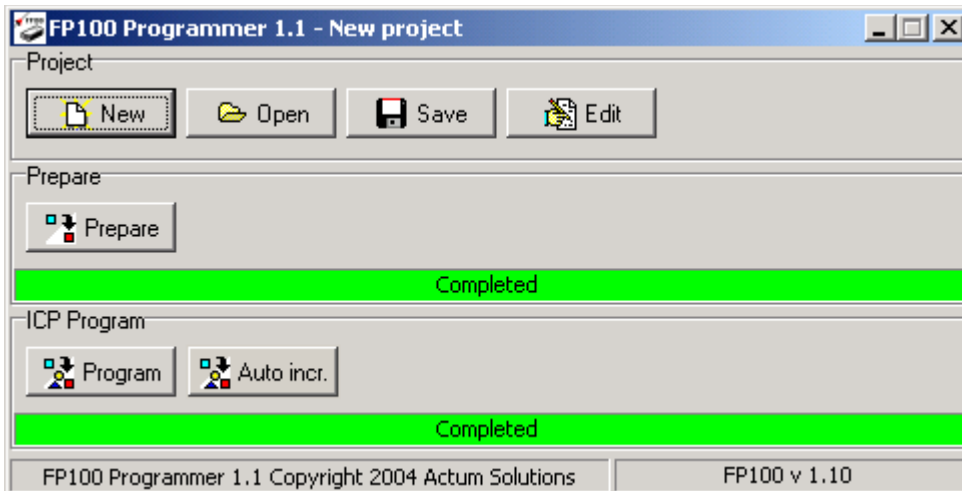 FP100 Programmer 1.1 - New project
Project
New Open Save Edit
Prepare
Prepare
Completed
ICP Program
Program Auto incr.
Completed
FP100 Programmer 1.1 Copyright 2004 Actum Solutions FP100 v 1.10